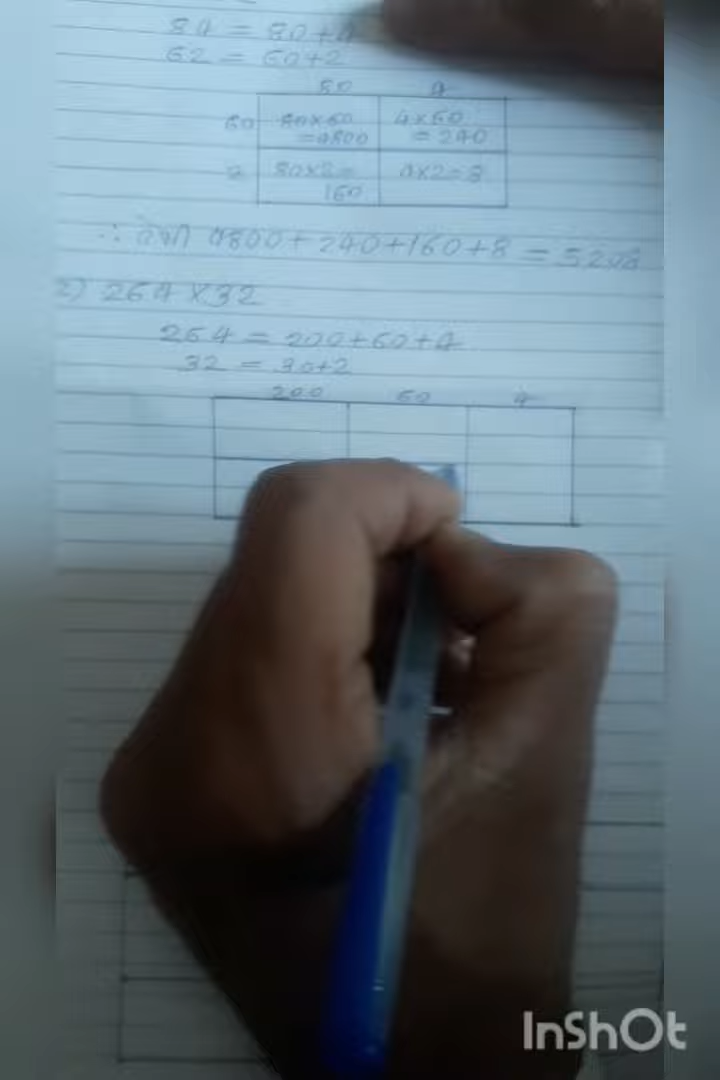 84 = 80+4
62 = 60+2
80 4
60 80×60 =4800 4×60 = 240
2 80×2= 160 4×2=8
∴ 4800+240+160+8 = 5208
2) 264 × 32
264 = 200+60+4
32 = 30+2
200 60 4
InShOt